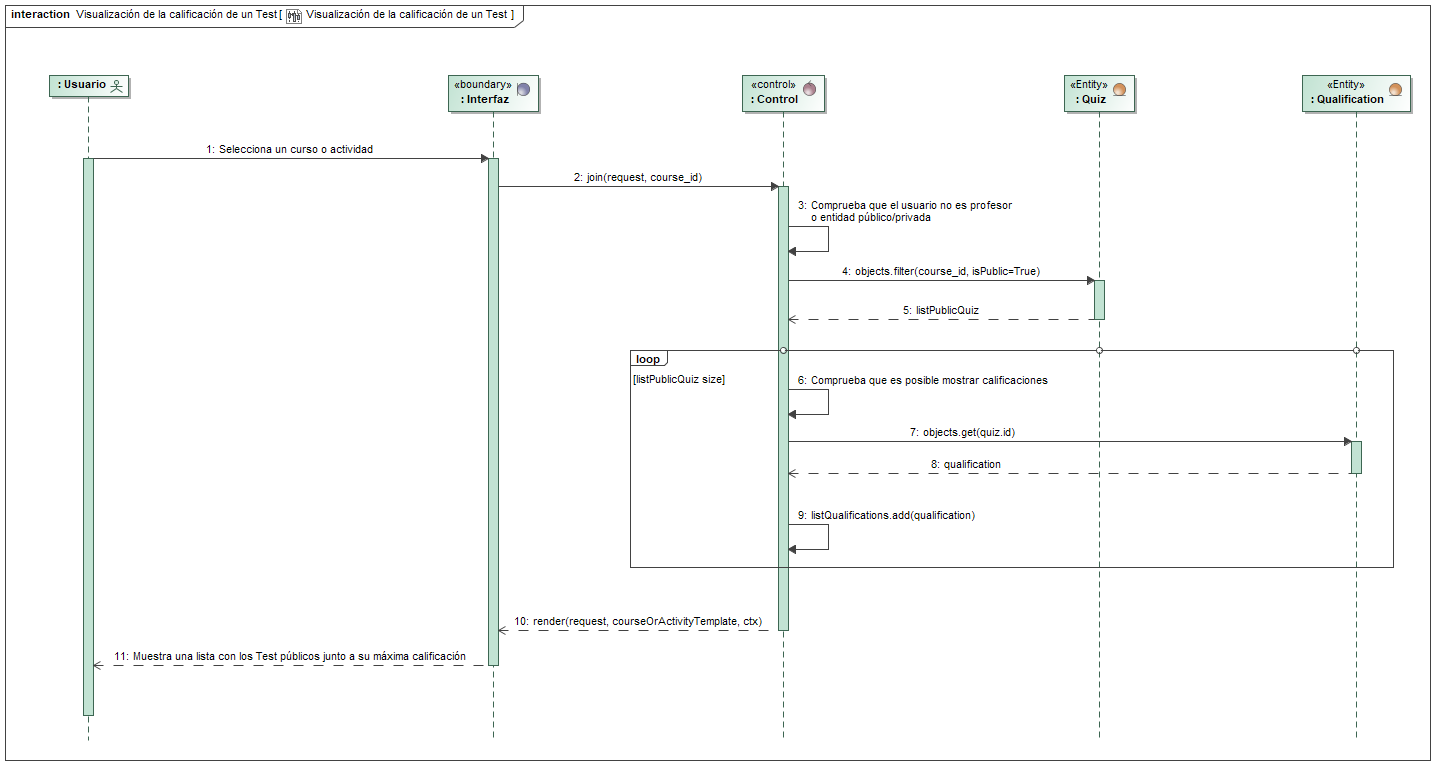 interaction Visualización de la calificación de un Test [ Visualización de la calificación de un Test ]
: Usuario
«boundary»
: Interfaz
«control»
: Control
«Entity»
: Quiz
«Entity»
: Qualification
1: Selecciona un curso o actividad
2: join(request, course_id)
3: Comprueba que el usuario no es profesor
o entidad público/privada
4: objects.filter(course_id, isPublic=True)
5: listPublicQuiz
loop
[listPublicQuiz size]
6: Comprueba que es posible mostrar calificaciones
7: objects.get(quiz.id)
8: qualification
9: listQualifications.add(qualification)
10: render(request, courseOrActivityTemplate, ctx)
11: Muestra una lista con los Test públicos junto a su máxima calificación